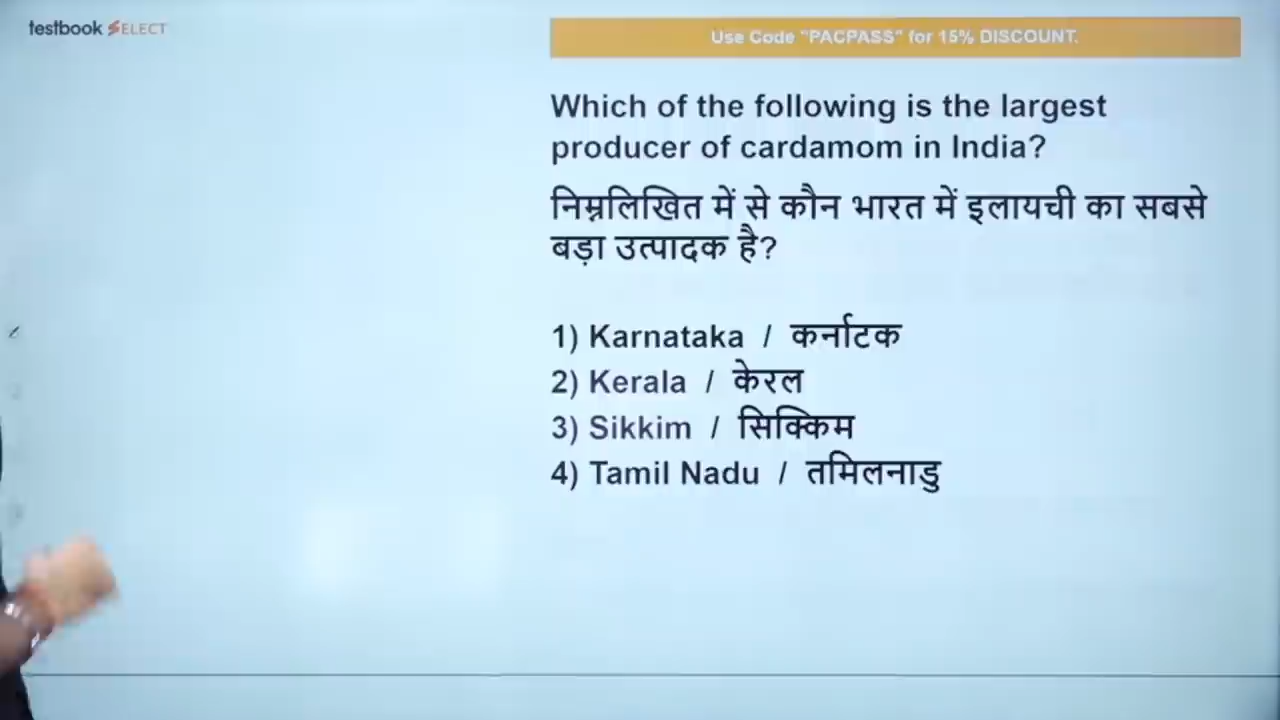 testbook SELECT
Use Code "PACPASS" for 15% DISCOUNT.
Which of the following is the largest
producer of cardamom in India?
निम्नलिखित में से कौन भारत में इलायची का सबसे
बड़ा उत्पादक है?
1) Karnataka / कर्नाटक
2) Kerala / केरल
3) Sikkim / सिक्किम
4) Tamil Nadu / तमिलनाडु